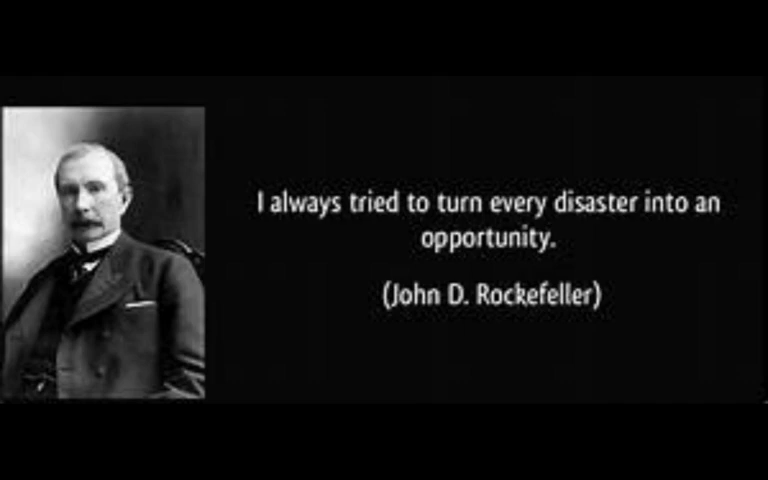 I always tried to turn every disaster into an
opportunity.
(John D. Rockefeller)